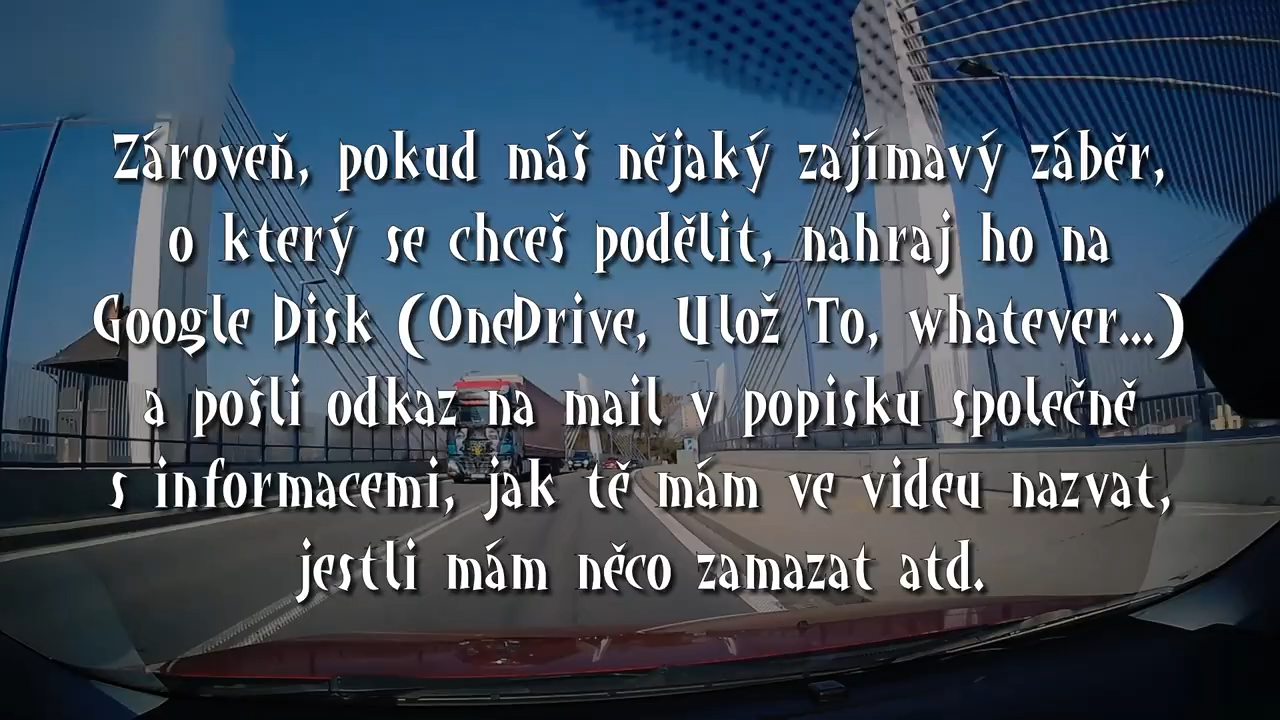 Zároveň, pokud máš nějaký zajímavý záběr,
o který se chceš podělit, nahraj ho na
Google Disk (OneDrive, Ulož To, whatever...)
a pošli odkaz na mail v popisku společně
s informacemi, jak tě mám ve videu nazvat,
jestli mám něco zamazat atd.